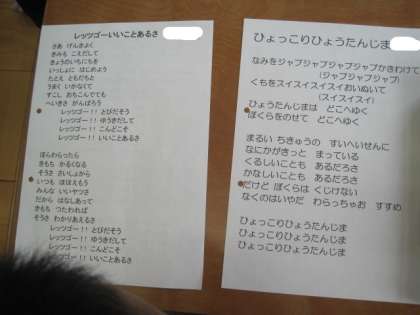 レッツゴーいいことあるさ
さあ げんきよく
きみも こえだして
きょうのいちにちを
いっしょに はじめよう
たとえ ともだちと
うまく いかなくて
すこし おちこんでても
へいきさ がんばろう
レッツゴー!! とびだそう
レッツゴー!! ゆうきだして
レッツゴー!! こんどこそ
レッツゴー!! いいことあるさ
ほらわらったら
きもち かるくなる
そうさ さいしょから
いつも ほほえもう
みんな いいヤツさ
だから はなしあって
きもち つたわれば
そうさ わかりあえるさ
レッツゴー!! とびだそう
レッツゴー!! ゆうきだして
レッツゴー!! こんどこそ
レッツゴー!! いいことあるさ
ひょっこりひょうたんじま
なみをジャブジャブジャブジャブかきわけて
(ジャブジャブジャブ)
くもをスイスイスイスイおいぬいて
(スイスイスイ)
ひょうたんじまは どこへゆく
ぼくらをのせて どこへゆく
まるい ちきゅうの すいへいせんに
なにかがきっと まっている
くるしいことも あるだろさ
かなしいことも あるだろさ
だけど ぼくらは くじけない
なくのはいやだ わらっちゃお すすめ
ひょっこりひょうたんじま
ひょっこりひょうたんじま
ひょっこりひょうたんじま